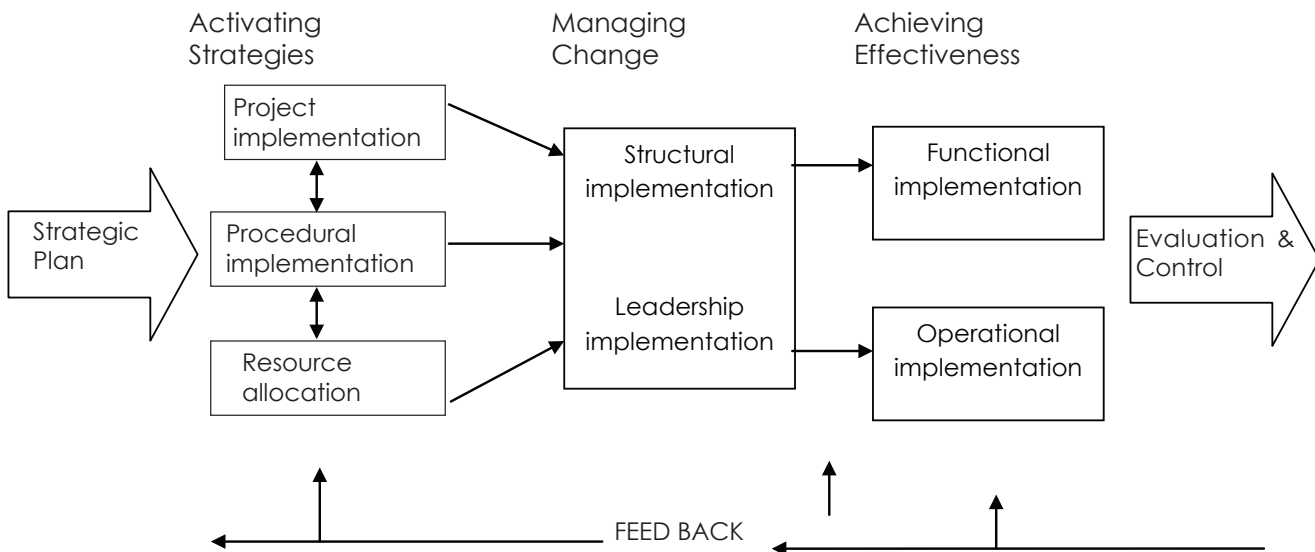 Activating
Strategies
Managing
Change
Achieving
Effectiveness
Strategic
Plan
Project
implementation
Procedural
implementation
Resource
allocation
Structural
implementation
Leadership
implementation
Functional
implementation
Operational
implementation
Evaluation &
Control
FEED BACK